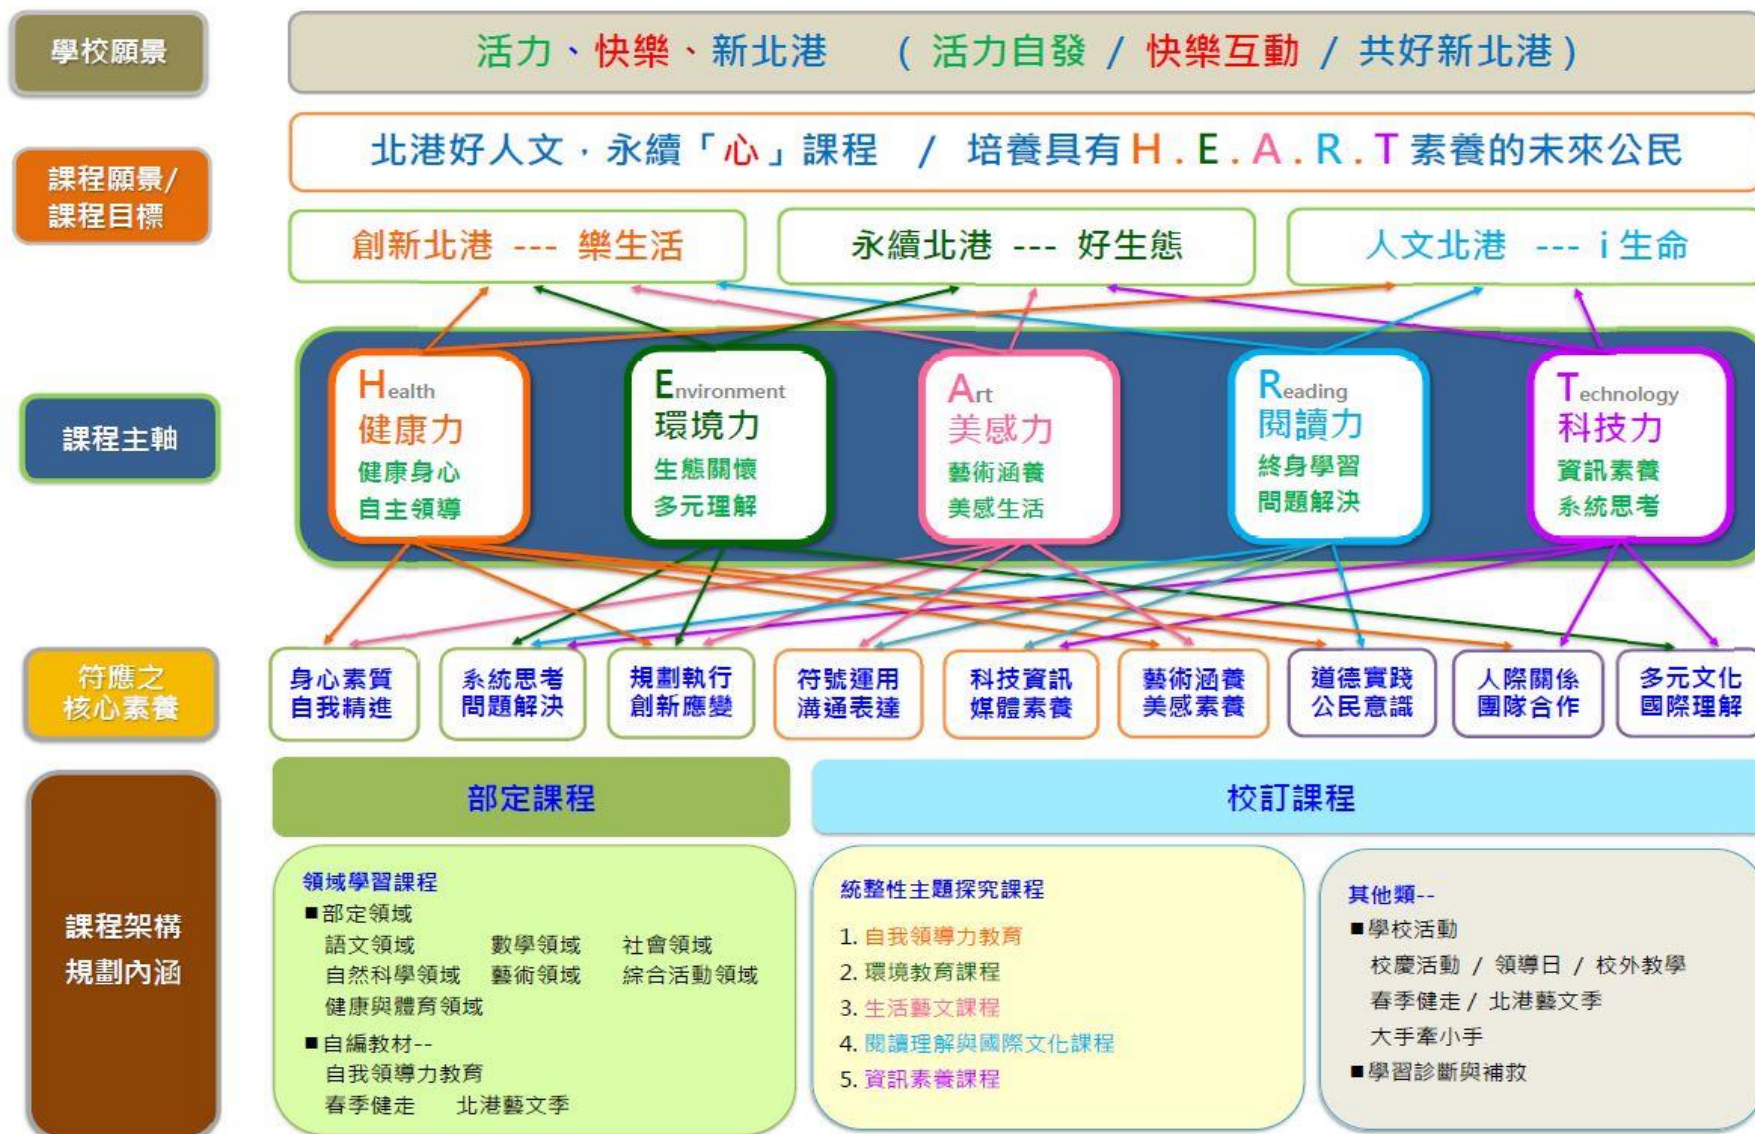 學校願景
活力、快樂、新北港 ( 活力自發 / 快樂互動 / 共好新北港 )
課程願景/
課程目標
北港好人文，永續「心」課程 / 培養具有 H . E . A . R . T 素養的未來公民
創新北港 --- 樂生活
永續北港 --- 好生態
人文北港 --- i 生命
課程主軸
Health
健康力
健康身心
自主領導
Environment
環境力
生態關懷
多元理解
Art
美感力
藝術涵養
美感生活
Reading
閱讀力
終身學習
問題解決
Technology
科技力
資訊素養
系統思考
符應之
核心素養
身心素質
自我精進
系統思考
問題解決
規劃執行
創新應變
符號運用
溝通表達
科技資訊
媒體素養
藝術涵養
美感素養
道德實踐
公民意識
人際關係
團隊合作
多元文化
國際理解
課程架構
規劃內涵
部定課程
領域學習課程
■部定領域
語文領域 數學領域 社會領域
自然科學領域 藝術領域 綜合活動領域
健康與體育領域
■自編教材--
自我領導力教育
春季健走 北港藝文季
校訂課程
統整性主題探究課程
1. 自我領導力教育
2. 環境教育課程
3. 生活藝文課程
4. 閱讀理解與國際文化課程
5. 資訊素養課程
其他類--
■學校活動
校慶活動 / 領導日 / 校外教學
春季健走 / 北港藝文季
大手牽小手
■學習診斷與補救